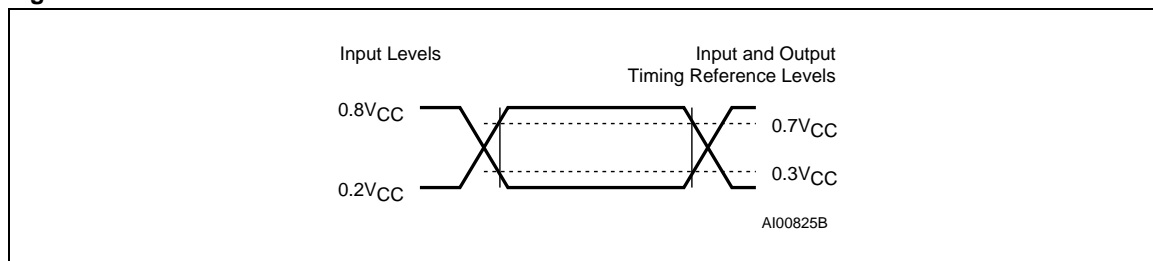 Input Levels
Input and Output
Timing Reference Levels
0.8VCC
0.7VCC
0.3VCC
0.2VCC
AI00825B